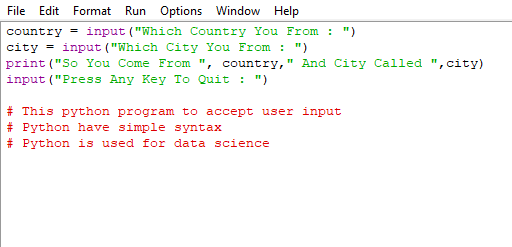 File Edit Format Run Options Window Help
country = input("Which Country You From : ")
city = input("Which City You From : ")
print("So You Come From ", country," And City Called ",city)
input("Press Any Key To Quit : ")
# This python program to accept user input
# Python have simple syntax
# Python is used for data science